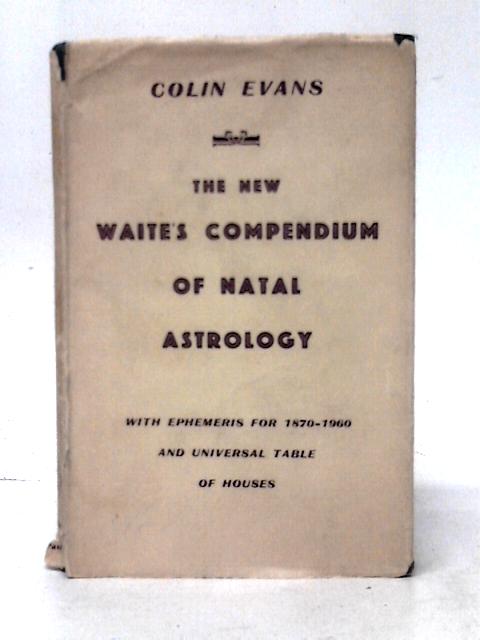 COLIN EVANS
THE NEW
WAITE'S COMPENDIUM
OF NATAL
ASTROLOGY
WITH EPHEMERIS FOR 1870-1960
AND UNIVERSAL TABLE
OF HOUSES